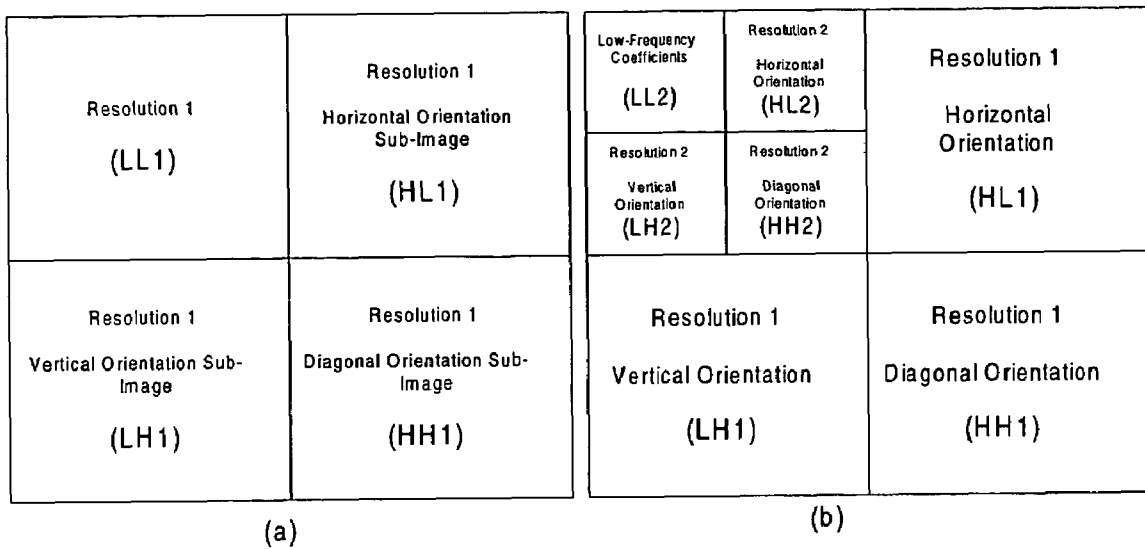 Resolution 1
(LL1)
Resolution 1
Horizontal Orientation
Sub-Image
(HL1)
Resolution 1
Vertical Orientation Sub-
Image
(LH1)
Resolution 1
Diagonal Orientation Sub-
Image
(HH1)
(a)
Low-Frequency
Coefficients
(LL2)
Resolution 2
Horizontal
Orientation
(HL2)
Resolution 2
Vertical
Orientation
(LH2)
Resolution 2
Diagonal
Orientation
(HH2)
Resolution 1
Horizontal
Orientation
(HL1)
Resolution 1
Vertical Orientation
(LH1)
Resolution 1
Diagonal Orientation
(HH1)
(b)